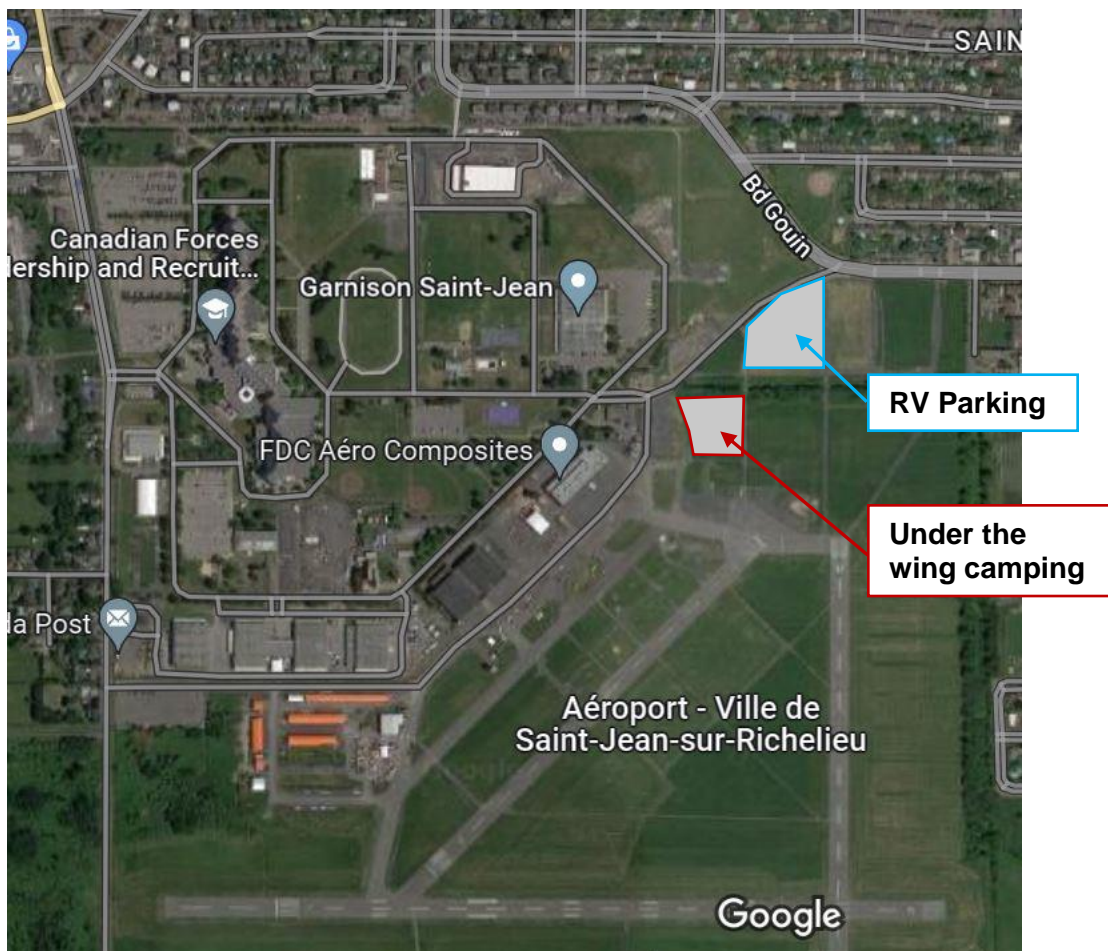 SAIN
Bd Gouin
Canadian Forces
dership and Recruit...
Garnison Saint-Jean
RV Parking
FDC Aéro Composites
Under the
wing camping
da Post
Aéroport - Ville de
Saint-Jean-sur-Richelieu
Google